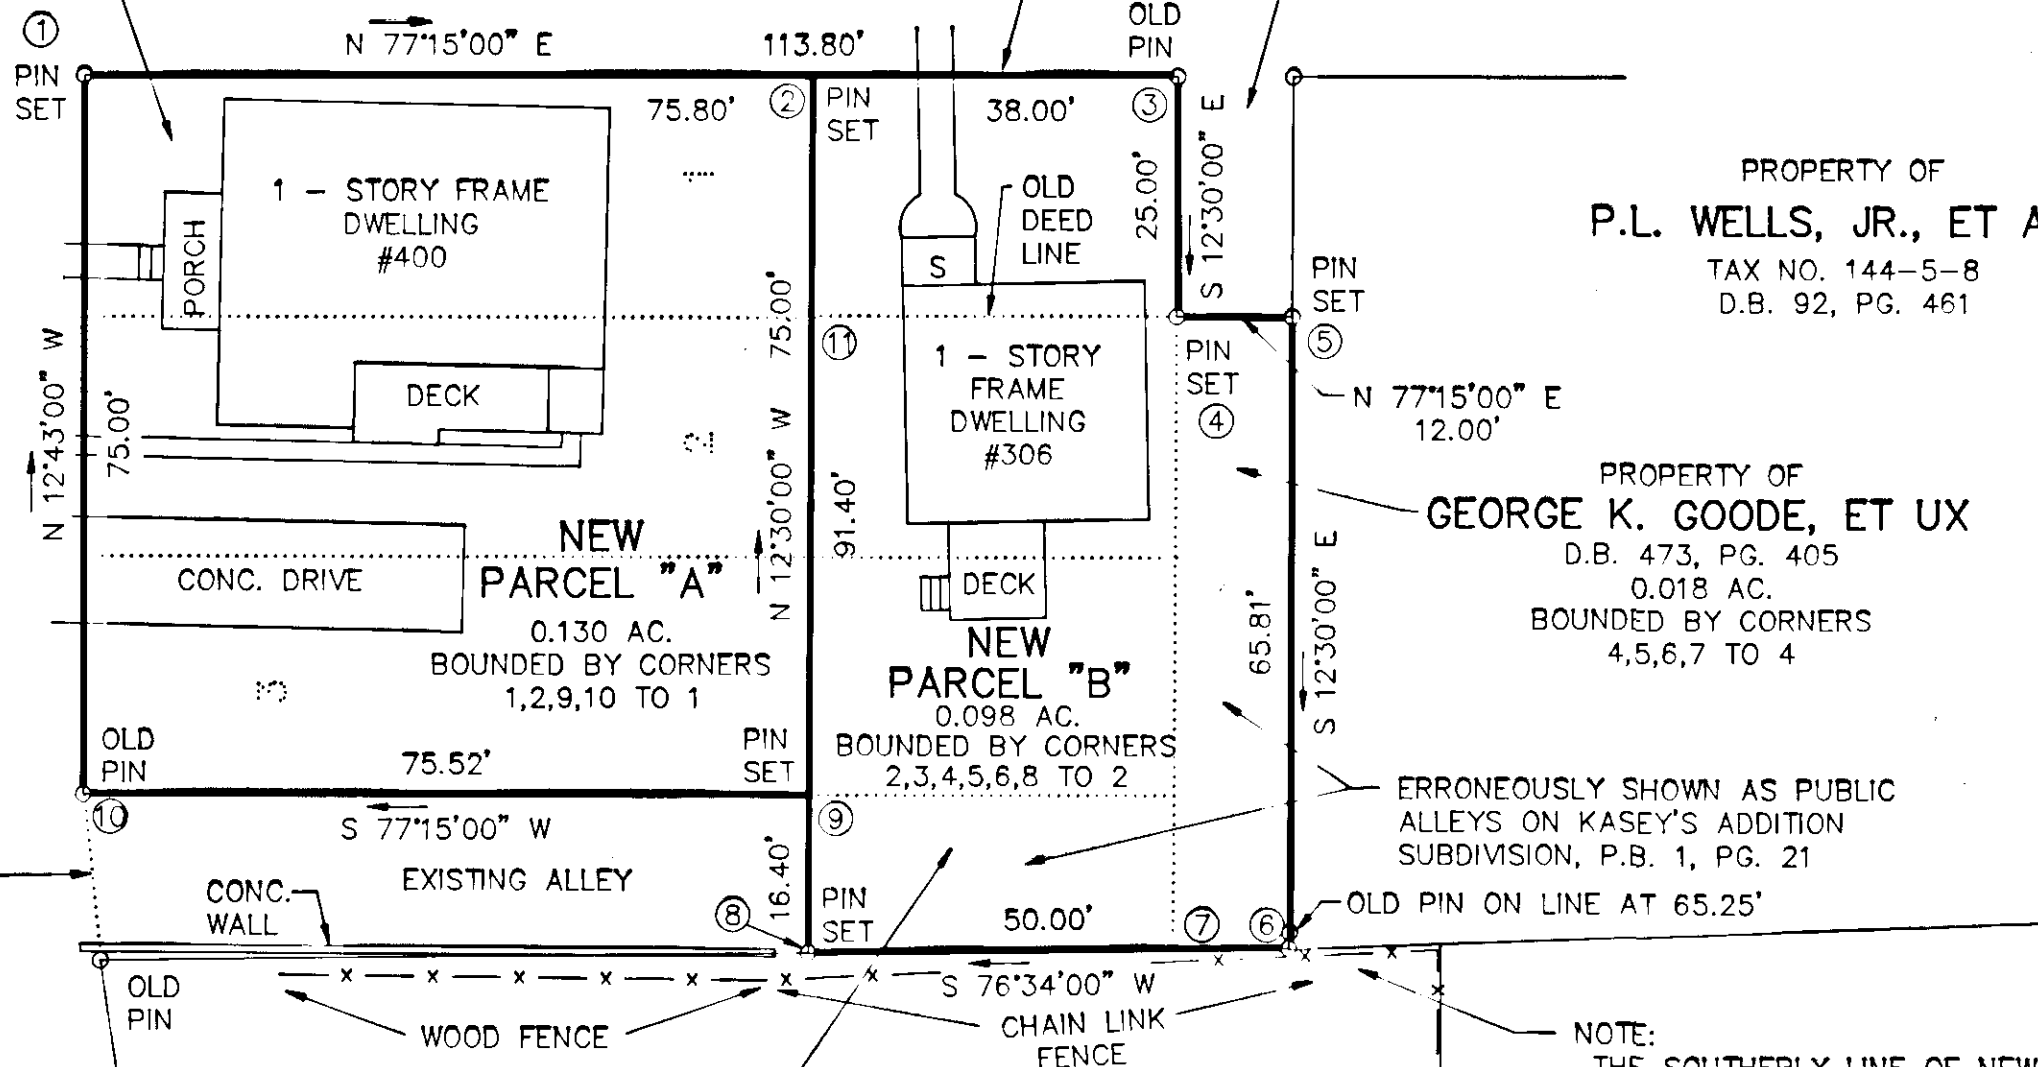 1
PIN
SET
N 77°15'00" E
113.80'
OLD
PIN
75.80'
2
PIN
SET
38.00'
3
25.00'
S 12°30'00" E
1 - STORY FRAME
DWELLING
#400
PORCH
DECK
1
2
3
OLD
DEED
LINE
S
75.00'
11
1 - STORY
FRAME
DWELLING
#306
PIN
SET
4
PIN
SET
5
N 77°15'00" E
12.00'
PROPERTY OF
P.L. WELLS, JR., ET
TAX NO. 144-5-8
D.B. 92, PG. 461
PROPERTY OF
GEORGE K. GOODE, ET UX
D.B. 473, PG. 405
0.018 AC.
BOUNDED BY CORNERS
4,5,6,7 TO 4
N 12°43'00" W
75.00'
CONC. DRIVE
NEW
PARCEL "A"
0.130 AC.
BOUNDED BY CORNERS
1,2,9,10 TO 1
N 12°30'00" W
91.40'
DECK
NEW
PARCEL "B"
0.098 AC.
BOUNDED BY CORNERS
2,3,4,5,6,8 TO 2
65.81'
S 12°30'00" E
OLD
PIN
75.52'
PIN
SET
10
S 77°15'00" W
9
EXISTING ALLEY
CONC.
WALL
16.40'
8
PIN
SET
50.00'
7
6
ERRONEOUSLY SHOWN AS PUBLIC
ALLEYS ON KASEY'S ADDITION
SUBDIVISION, P.B. 1, PG. 21
OLD PIN ON LINE AT 65.25'
S 76°34'00" W
OLD
PIN
WOOD FENCE
CHAIN LINK
FENCE
NOTE:
THE SOUTHERLY LINE OF NEW